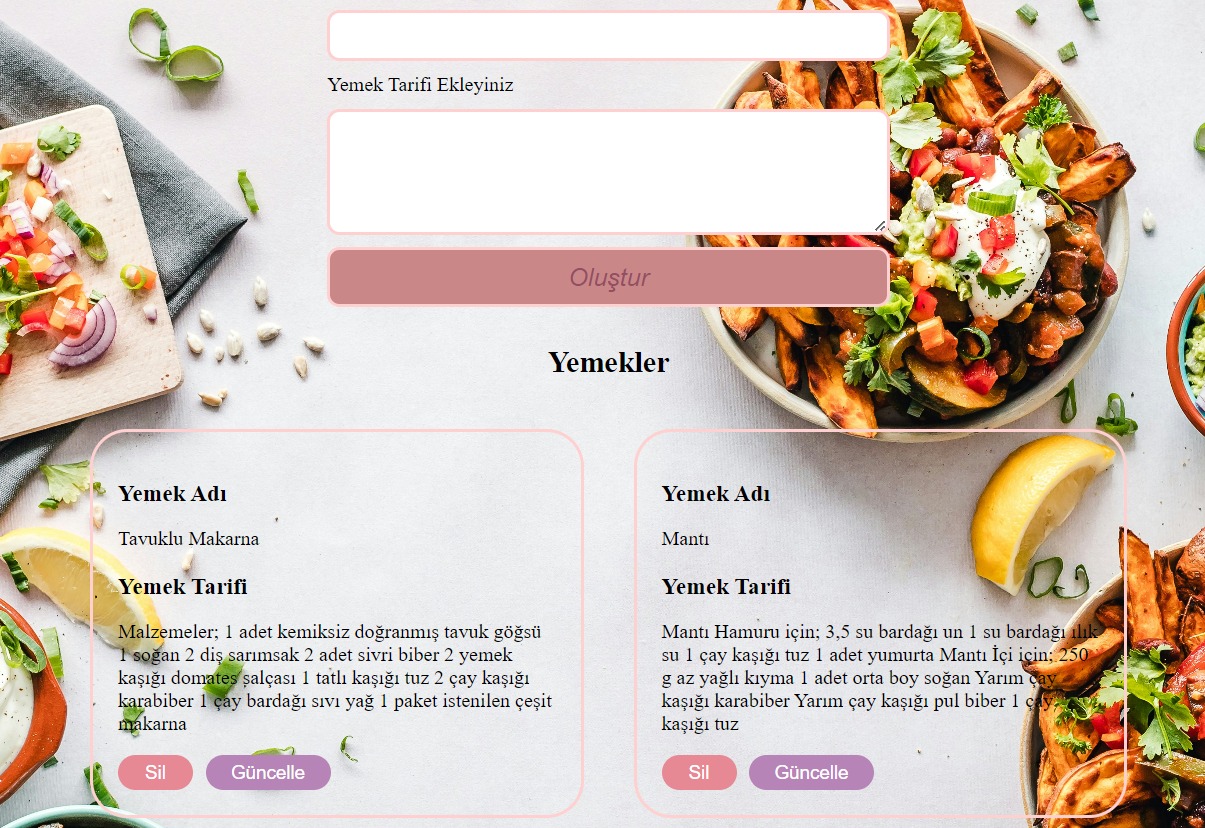 Yemek Tarifi Ekleyiniz
Oluştur
Yemekler
Yemek Adı
Tavuklu Makarna
Yemek Tarifi
Malzemeler; 1 adet kemiksiz doğranmış tavuk göğsü
1 soğan 2 diş sarımsak 2 adet sivri biber 2 yemek
kaşığı domates salçası 1 tatlı kaşığı tuz 2 çay kaşığı
karabiber 1 çay bardağı sıvı yağ 1 paket istenilen çeşit
makarna
Sil
Güncelle
Yemek Adı
Mantı
Yemek Tarifi
Mantı Hamuru için; 3,5 su bardağı un 1 su bardağı ılık
su 1 çay kaşığı tuz 1 adet yumurta Mantı İçi için; 250
g az yağlı kıyma 1 adet orta boy soğan Yarım çay
kaşığı karabiber Yarım çay kaşığı pul biber 1 çay
kaşığı tuz
Sil
Güncelle